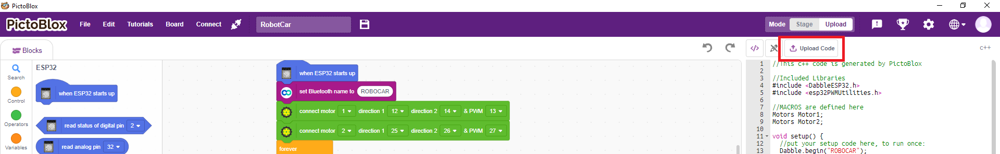 PictoBlox
PictoBlox File Edit Tutorials Board Connect RobotCar Mode Stage Upload
Blocks
</> Upload Code c++
Search
Control
Operators
Variables
ESP32
when ESP32 starts up
read status of digital pin 2
read analog pin 32
when ESP32 starts up
set Bluetooth name to ROBOCAR
connect motor 1 direction 1 12 direction 2 14 & PWM 13
connect motor 2 direction 1 25 direction 2 26 & PWM 27
forever
1 //This c++ code is generated by PictoBlox
2
3 //Included Libraries
4 #include <DabbleESP32.h>
5 #include <esp32PWMUtilities.h>
6
7 //MACROS are defined here
8 Motors Motor1;
9 Motors Motor2;
10
11 void setup() {
12 //put your setup code here, to run once:
13 Dabble.begin("ROBOCAR");